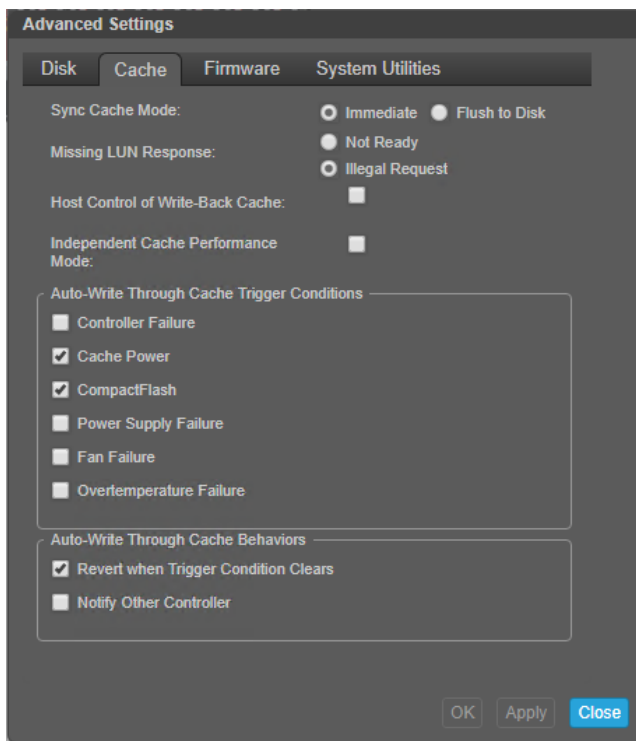 Advanced Settings
Disk Cache Firmware System Utilities
Sync Cache Mode: Immediate Flush to Disk
Missing LUN Response: Not Ready
Illegal Request
Host Control of Write-Back Cache:
Independent Cache Performance
Mode:
Auto-Write Through Cache Trigger Conditions
Controller Failure
Cache Power
CompactFlash
Power Supply Failure
Fan Failure
Overtemperature Failure
Auto-Write Through Cache Behaviors
Revert when Trigger Condition Clears
Notify Other Controller
OK Apply Close